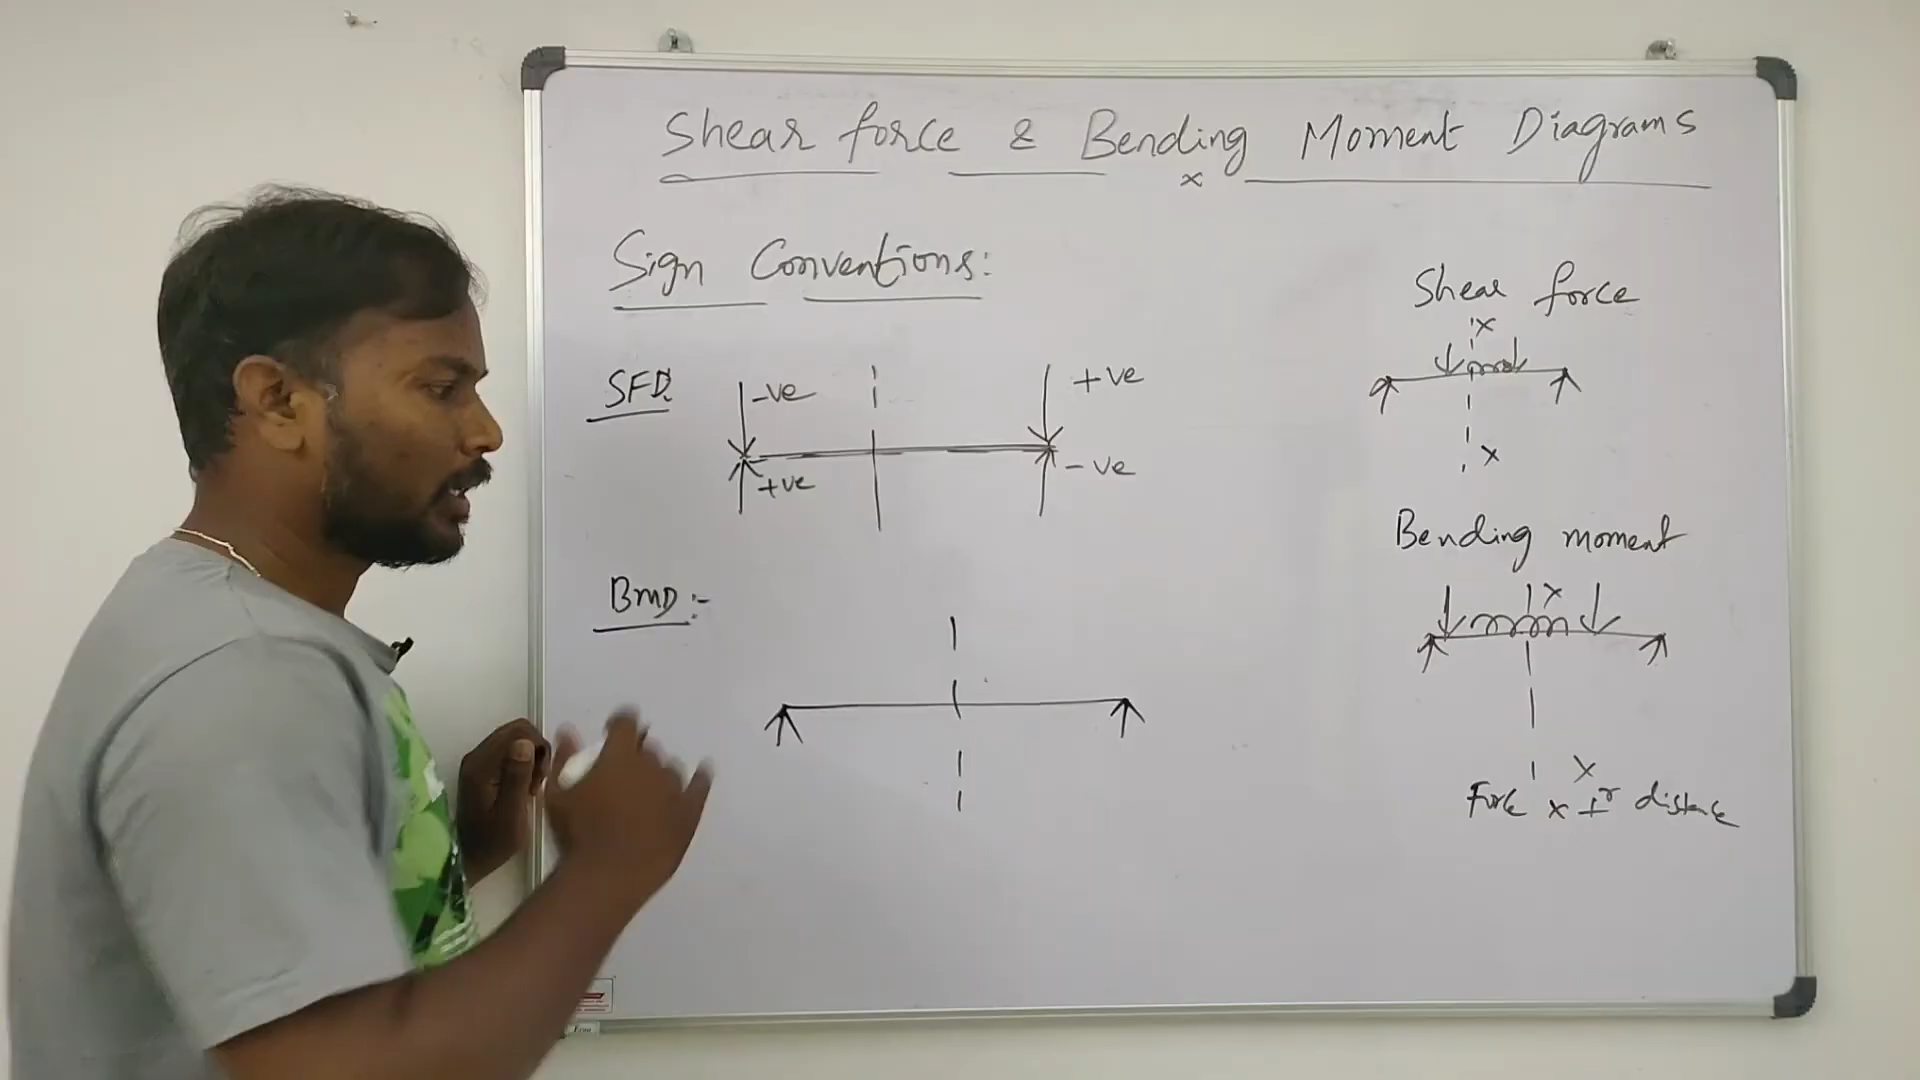 Shear force & Bending Moment Diagrams
x
Sign Conventions:
SFD:
-ve
+ve
+ve
-ve
BMD:-
Shear force
x
x
Bending moment
x
x
Force x ⊥r distance